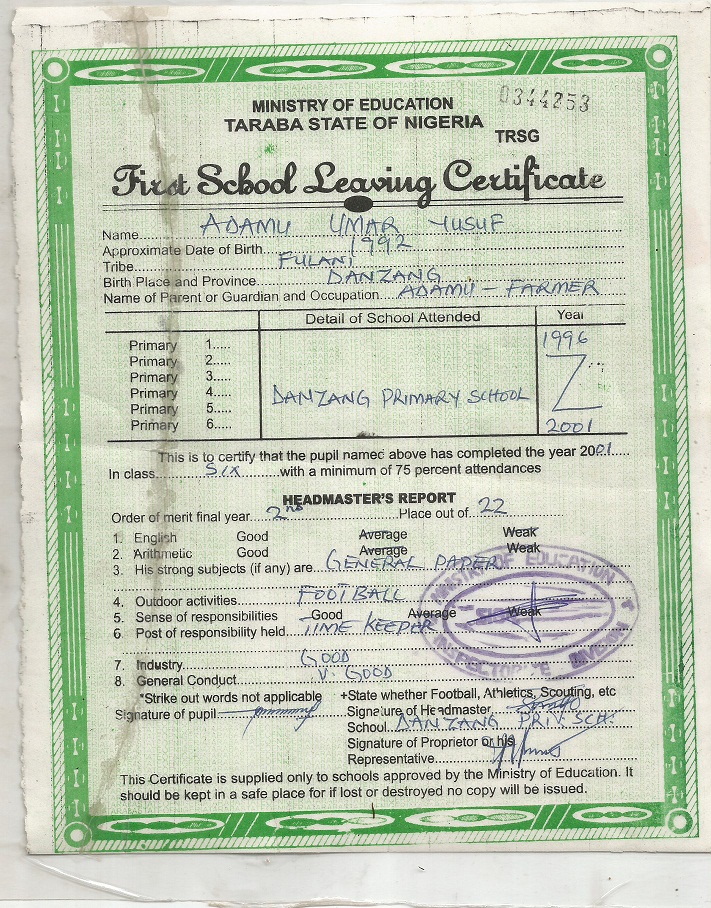 0344253
MINISTRY OF EDUCATION
TARABA STATE OF NIGERIA
TRSG
First School Leaving Certificate
Name ADAMU UMAR YUSUF
Approximate Date of Birth 1992
Tribe FULANI
Birth Place and Province DANZANG
Name of Parent or Guardian and Occupation ADAMU - FARMER
Detail of School Attended Year
Primary 1..... 1996
Primary 2.....
Primary 3.....
Primary 4..... DANZANG PRIMARY SCHOOL
Primary 5.....
Primary 6..... 2001
This is to certify that the pupil named above has completed the year 2001
In class SIX with a minimum of 75 percent attendances
HEADMASTER'S REPORT
Order of merit final year 2nd Place out of 22
1. English Good Average Weak
2. Arithmetic Good Average Weak
3. His strong subjects (if any) are GENERAL PAPER
4. Outdoor activities FOOTBALL
5. Sense of responsibilities Good Average Weak
6. Post of responsibility held TIME KEEPER
7. Industry GOOD
8. General Conduct V. GOOD
MINISTRY OF EDUCATION
SIGN
INSPECTORATE DIVISION
*Strike out words not applicable +State whether Football, Athletics, Scouting, etc
Signature of pupil Signature of Headmaster
School DANZANG PRI. SCH.
Signature of Proprietor or his
Representative
This Certificate is supplied only to schools approved by the Ministry of Education. It
should be kept in a safe place for if lost or destroyed no copy will be issued.